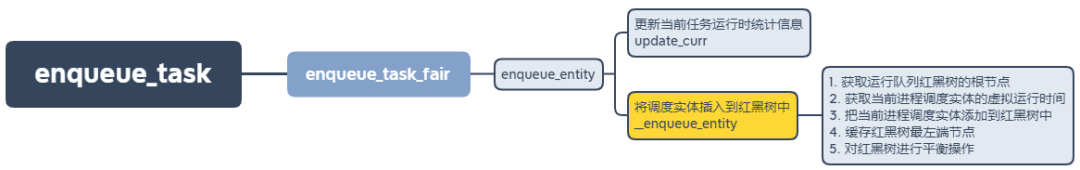 enqueue_task
enqueue_task_fair
enqueue_entity
更新当前任务运行时统计信息
update_curr
将调度实体插入到红黑树中
__enqueue_entity
1. 获取运行队列红黑树的根节点
2. 获取当前进程调度实体的虚拟运行时间
3. 把当前进程调度实体添加到红黑树中
4. 缓存红黑树最左端节点
5. 对红黑树进行平衡操作